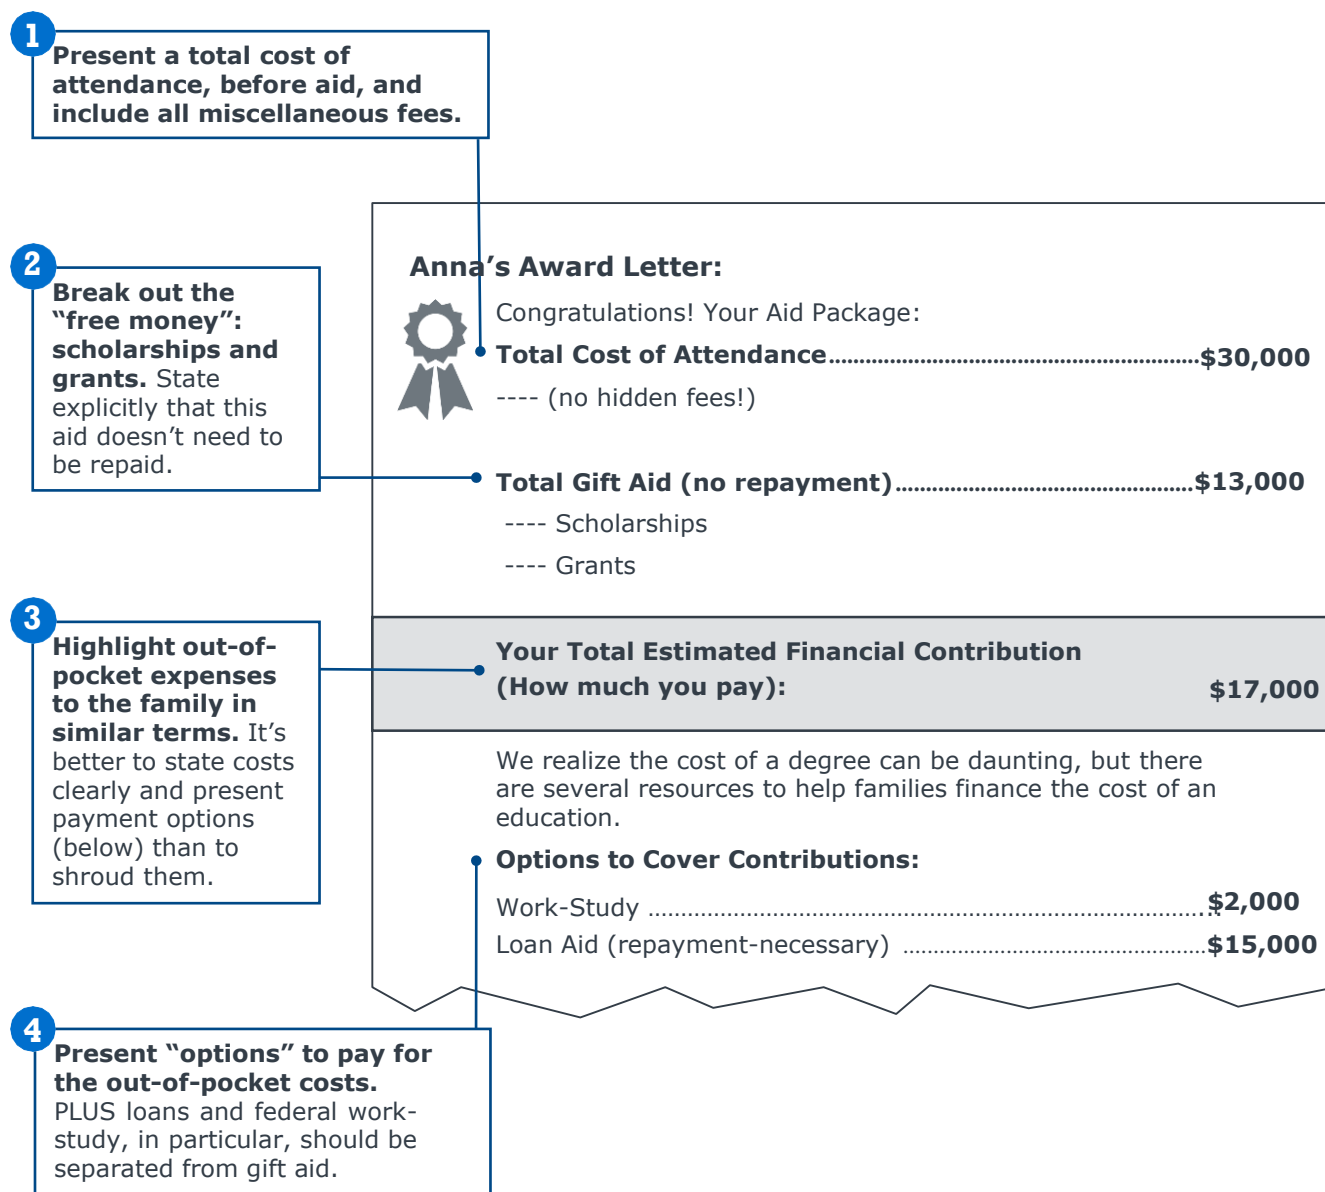 1
Present a total cost of
attendance, before aid, and
include all miscellaneous fees.
2
Break out the
“free money”:
scholarships and
grants. State
explicitly that this
aid doesn’t need to
be repaid.
3
Highlight out-of-
pocket expenses
to the family in
similar terms. It’s
better to state costs
clearly and present
payment options
(below) than to
shroud them.
4
Present “options” to pay for
the out-of-pocket costs.
PLUS loans and federal work-
study, in particular, should be
separated from gift aid.
Anna’s Award Letter:
Congratulations! Your Aid Package:
Total Cost of Attendance....................................................$30,000
---- (no hidden fees!)
Total Gift Aid (no repayment)..........................................$13,000
---- Scholarships
---- Grants
Your Total Estimated Financial Contribution
(How much you pay): $17,000
We realize the cost of a degree can be daunting, but there
are several resources to help families finance the cost of an
education.
Options to Cover Contributions:
Work-Study ..............................................................................$2,000
Loan Aid (repayment-necessary) ..........................................$15,000